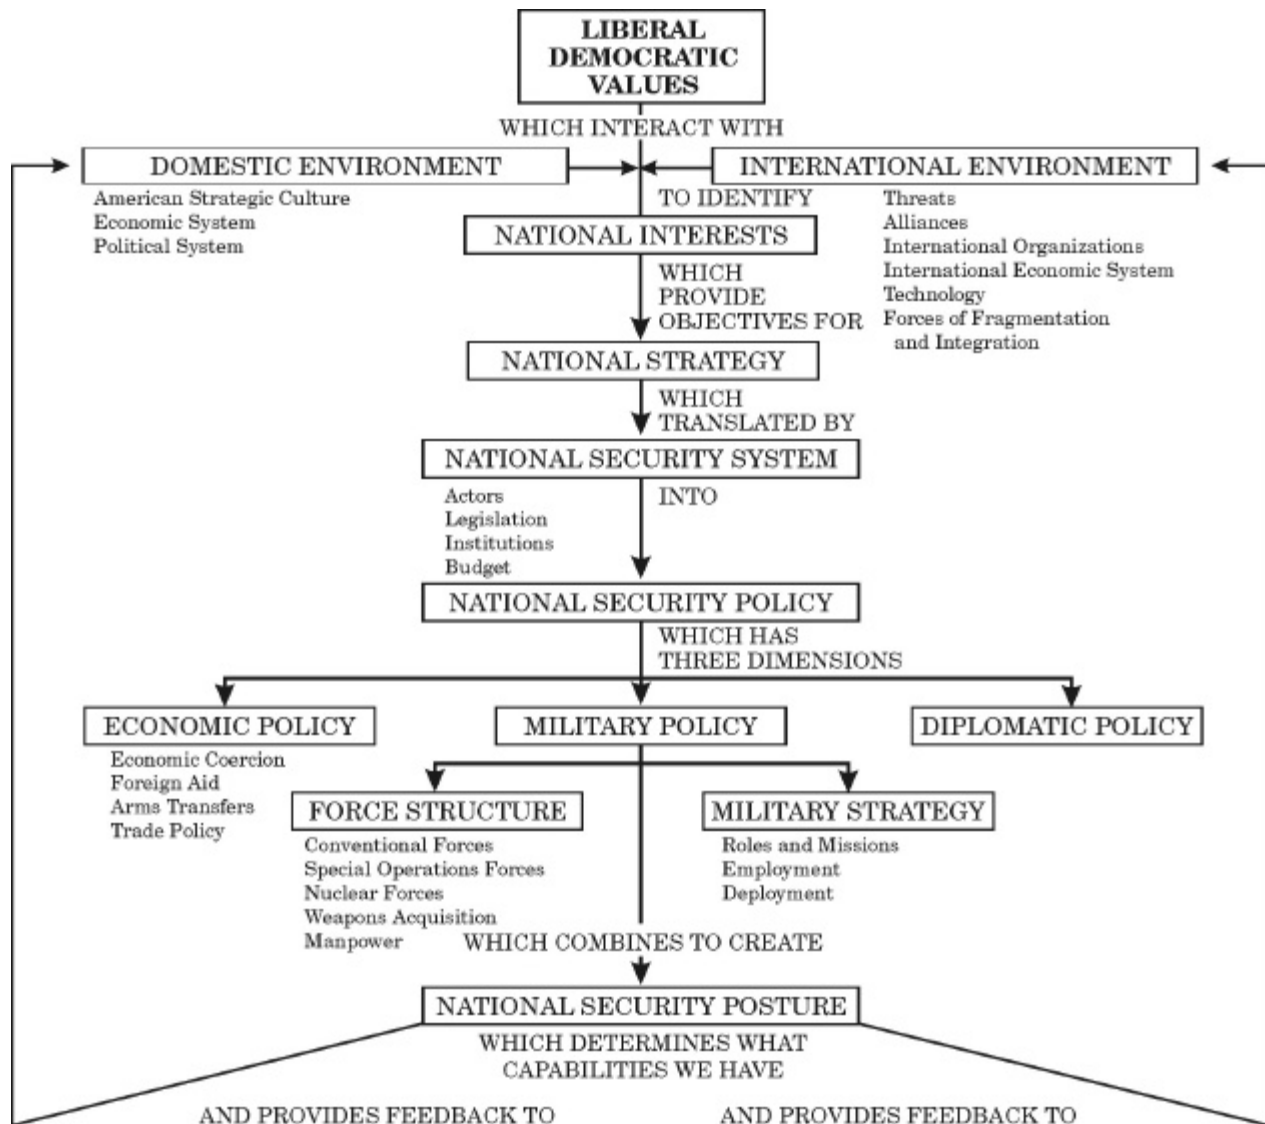 LIBERAL
DEMOCRATIC
VALUES
WHICH INTERACT WITH
DOMESTIC ENVIRONMENT
American Strategic Culture
Economic System
Political System
INTERNATIONAL ENVIRONMENT
Threats
Alliances
International Organizations
International Economic System
Technology
Forces of Fragmentation
and Integration
TO IDENTIFY
NATIONAL INTERESTS
WHICH
PROVIDE
OBJECTIVES FOR
NATIONAL STRATEGY
WHICH
TRANSLATED BY
NATIONAL SECURITY SYSTEM
Actors
Legislation
Institutions
Budget
INTO
NATIONAL SECURITY POLICY
WHICH HAS
THREE DIMENSIONS
ECONOMIC POLICY
Economic Coercion
Foreign Aid
Arms Transfers
Trade Policy
MILITARY POLICY
DIPLOMATIC POLICY
FORCE STRUCTURE
Conventional Forces
Special Operations Forces
Nuclear Forces
Weapons Acquisition
Manpower
MILITARY STRATEGY
Roles and Missions
Employment
Deployment
WHICH COMBINES TO CREATE
NATIONAL SECURITY POSTURE
WHICH DETERMINES WHAT
CAPABILITIES WE HAVE
AND PROVIDES FEEDBACK TO
AND PROVIDES FEEDBACK TO